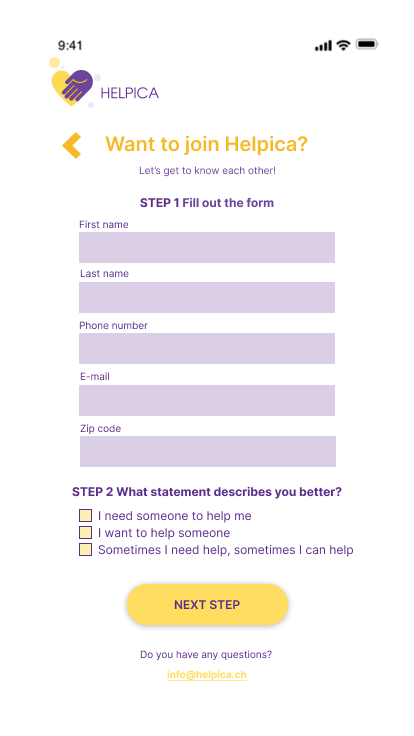 9:41
HELPICA
Want to join Helpica?
Let's get to know each other!
STEP 1 Fill out the form
First name
Last name
Phone number
E-mail
Zip code
STEP 2 What statement describes you better?
I need someone to help me
I want to help someone
Sometimes I need help, sometimes I can help
NEXT STEP
Do you have any questions?
info@helpica.ch